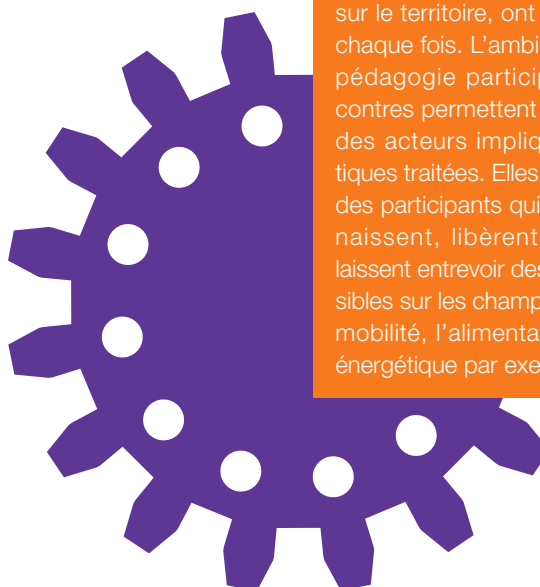 sur le territoire, ont
chaque fois. L'ambi
pédagogie particip
contres permettent
des acteurs impliq
tiques traitées. Elles
des participants qui
naissent, libèrent
laissent entrevoir des
sibles sur les champ
mobilité, l'alimenta
énergétique par exe